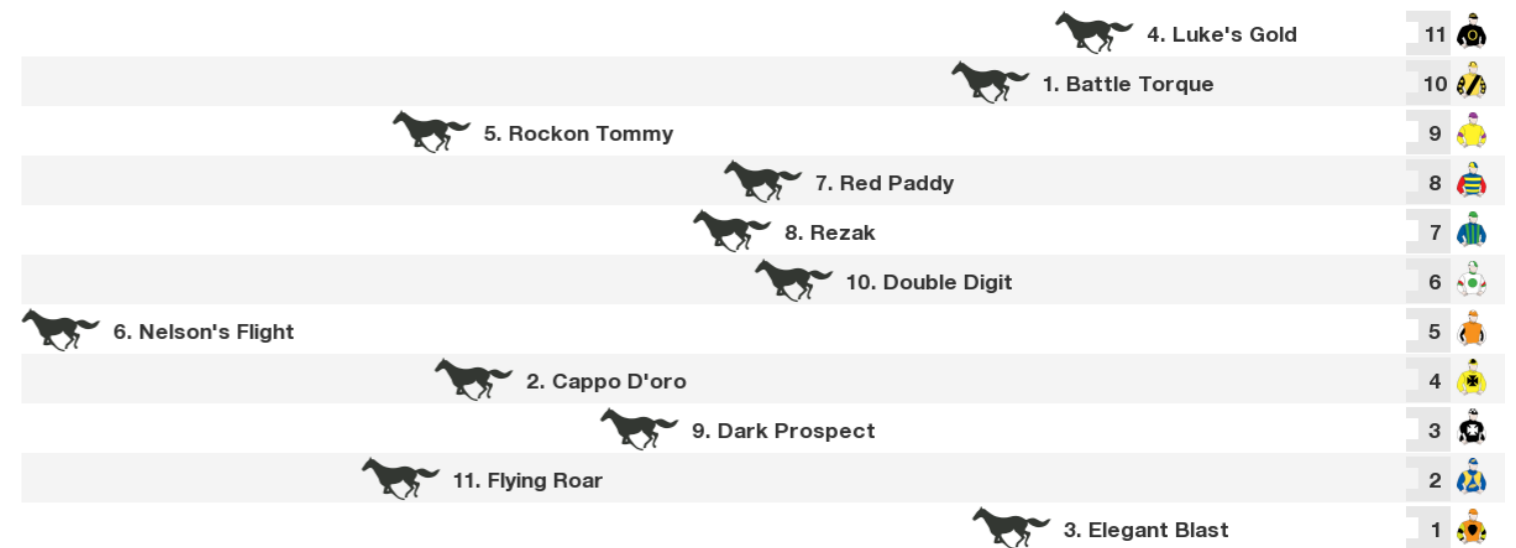 4. Luke's Gold 11
1. Battle Torque 10
5. Rockon Tommy 9
7. Red Paddy 8
8. Rezak 7
10. Double Digit 6
6. Nelson's Flight 5
2. Cappo D'oro 4
9. Dark Prospect 3
11. Flying Roar 2
3. Elegant Blast 1